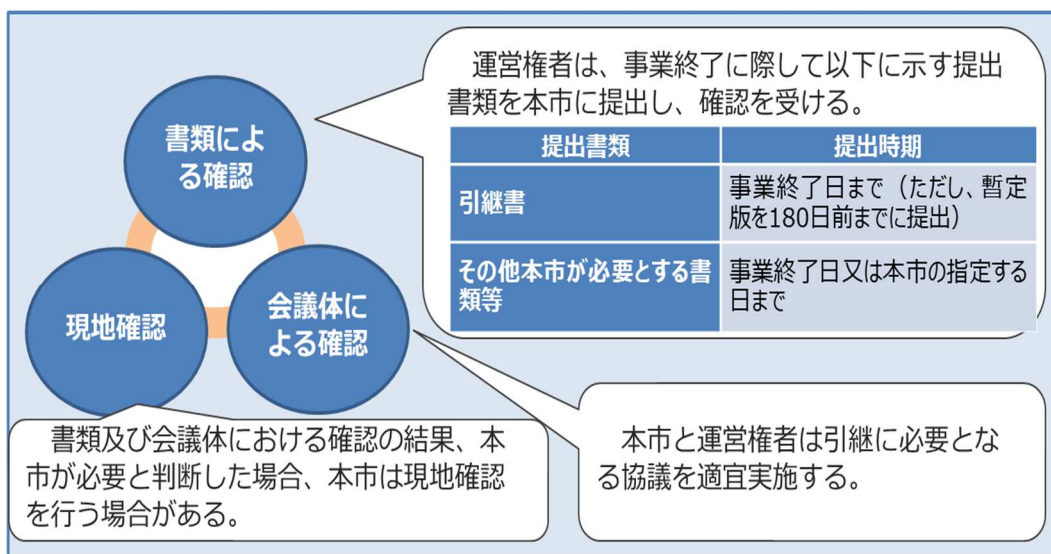 書類によ
る確認
現地確認
会議体に
よる確認
運営権者は、事業終了に際して以下に示す提出
書類を本市に提出し、確認を受ける。
提出書類 提出時期
引継書 事業終了日まで（ただし、暫定
版を180日前までに提出）
その他本市が必要とする書 事業終了日又は本市の指定する
類等 日まで
書類及び会議体における確認の結果、本
市が必要と判断した場合、本市は現地確認
を行う場合がある。
本市と運営権者は引継に必要とな
る協議を適宜実施する。